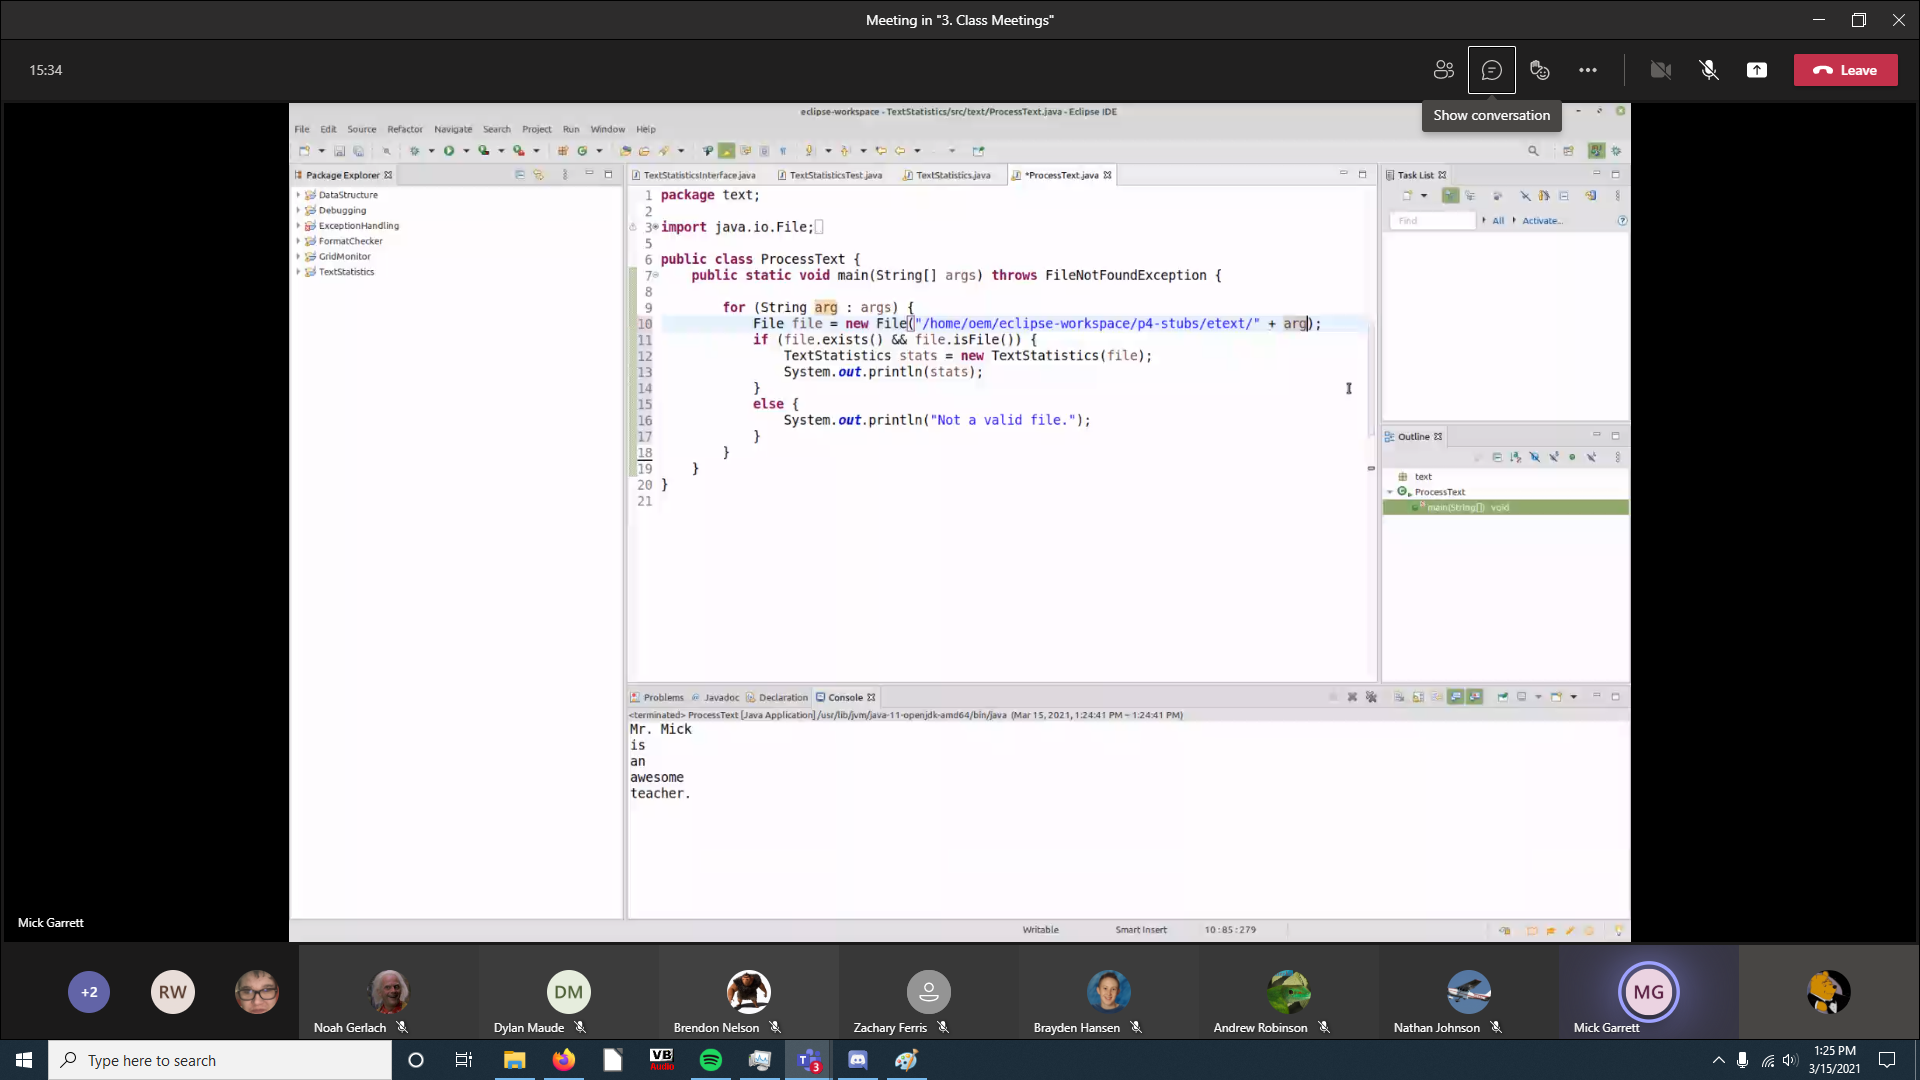 Meeting in "3. Class Meetings"
15:34
Leave
Show conversation
eclipse-workspace - TextStatistics/src/text/ProcessText.java - Eclipse IDE
File Edit Source Refactor Navigate Search Project Run Window Help
Package Explorer
DataStructure
Debugging
ExceptionHandling
FormatChecker
GridMonitor
TextStatistics
TextStatisticsInterface.java TextStatisticsTest.java TextStatistics.java *ProcessText.java
1 package text;
2
3 import java.io.File;
5
6 public class ProcessText {
7 public static void main(String[] args) throws FileNotFoundException {
8
9 for (String arg : args) {
10 File file = new File("/home/oem/eclipse-workspace/p4-stubs/etext/" + arg);
11 if (file.exists() && file.isFile()) {
12 TextStatistics stats = new TextStatistics(file);
13 System.out.println(stats);
14 }
15 else {
16 System.out.println("Not a valid file.");
17 }
18 }
19 }
20 }
21
Task List
Find All Activate...
Outline
text
ProcessText
main(String[]) void
Problems Javadoc Declaration Console
<terminated> ProcessText [Java Application] /usr/lib/jvm/java-11-openjdk-amd64/bin/java (Mar 15, 2021, 1:24:41 PM – 1:24:41 PM)
Mr. Mick
is
an
awesome
teacher.
Writable Smart Insert 10:85:279
Mick Garrett
+2
RW
DM
MG
Noah Gerlach
Dylan Maude
Brendon Nelson
Zachary Ferris
Brayden Hansen
Andrew Robinson
Nathan Johnson
Mick Garrett
Type here to search
VB
Audio
T
3
1:25 PM
3/15/2021